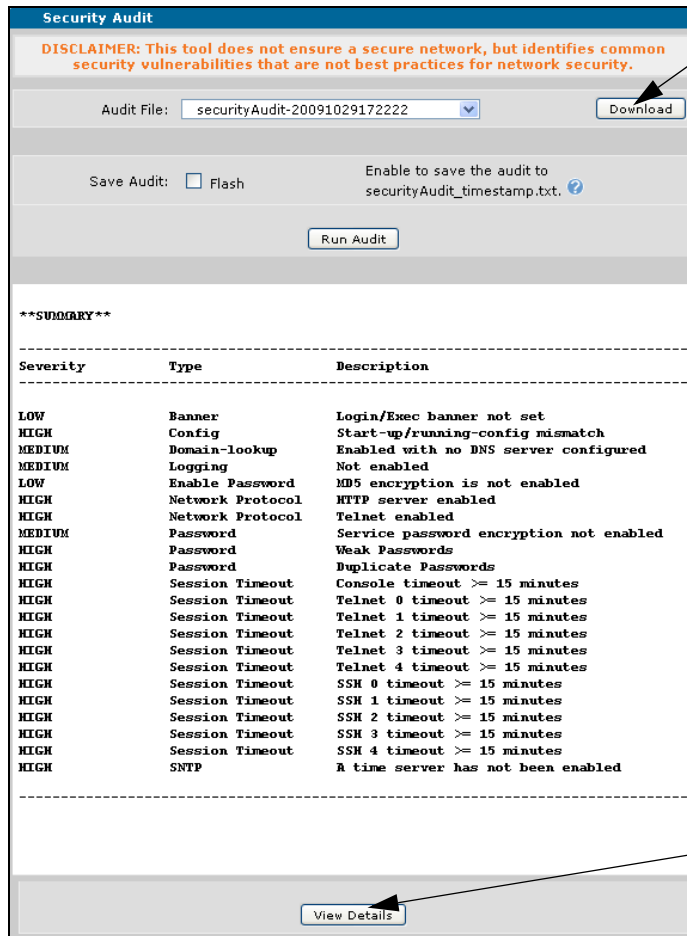 Security Audit
DISCLAIMER: This tool does not ensure a secure network, but identifies common
security vulnerabilities that are not best practices for network security.
Audit File: securityAudit-20091029172222 Download
Save Audit: Flash Enable to save the audit to
securityAudit_timestamp.txt.
Run Audit
**SUMMARY**
--------------------------------------------------------------------------------
Severity Type Description
--------------------------------------------------------------------------------
LOW Banner Login/Exec banner not set
HIGH Config Start-up/running-config mismatch
MEDIUM Domain-lookup Enabled with no DNS server configured
MEDIUM Logging Not enabled
LOW Enable Password MD5 encryption is not enabled
HIGH Network Protocol HTTP server enabled
HIGH Network Protocol Telnet enabled
MEDIUM Password Service password encryption not enabled
HIGH Password Weak Passwords
HIGH Password Duplicate Passwords
HIGH Session Timeout Console timeout >= 15 minutes
HIGH Session Timeout Telnet 0 timeout >= 15 minutes
HIGH Session Timeout Telnet 1 timeout >= 15 minutes
HIGH Session Timeout Telnet 2 timeout >= 15 minutes
HIGH Session Timeout Telnet 3 timeout >= 15 minutes
HIGH Session Timeout Telnet 4 timeout >= 15 minutes
HIGH Session Timeout SSH 0 timeout >= 15 minutes
HIGH Session Timeout SSH 1 timeout >= 15 minutes
HIGH Session Timeout SSH 2 timeout >= 15 minutes
HIGH Session Timeout SSH 3 timeout >= 15 minutes
HIGH Session Timeout SSH 4 timeout >= 15 minutes
HIGH SNTP A time server has not been enabled
--------------------------------------------------------------------------------
View Details